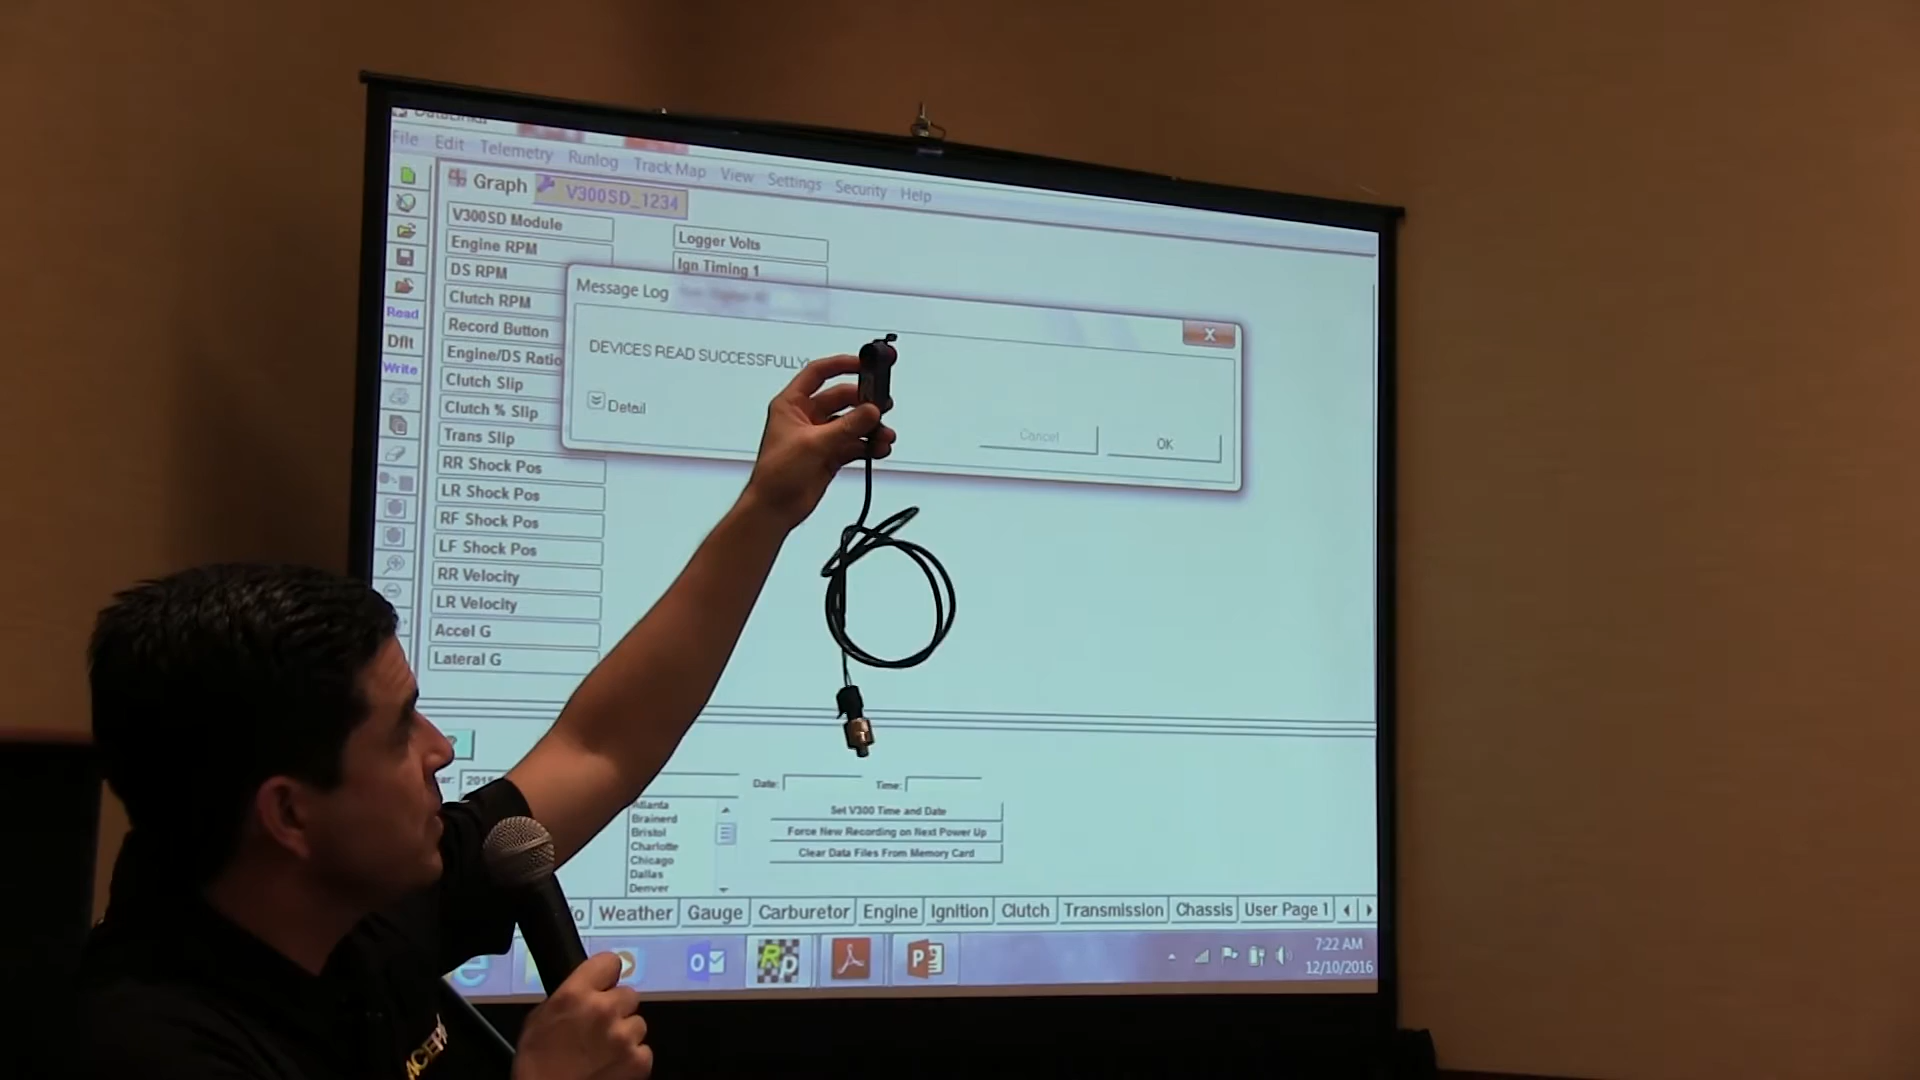 DataLink
File Edit Telemetry Runlog Track Map View Settings Security Help
Graph V300SD_1234
V300SD Module
Logger Volts
Engine RPM
Ign Timing 1
DS RPM
Clutch RPM
Record Button
Engine/DS Ratio
Clutch Slip
Clutch % Slip
Trans Slip
RR Shock Pos
LR Shock Pos
RF Shock Pos
LF Shock Pos
RR Velocity
LR Velocity
Accel G
Lateral G
Read
Dflt
Write
Message Log
X
DEVICES READ SUCCESSFULLY
Detail
Cancel
OK
Date:
Time:
Atlanta
Brainerd
Bristol
Charlotte
Chicago
Dallas
Denver
Set V300 Time and Date
Force New Recording on Next Power Up
Clear Data Files From Memory Card
Weather Gauge Carburetor Engine Ignition Clutch Transmission Chassis User Page 1
Rp
7:22 AM
12/10/2016